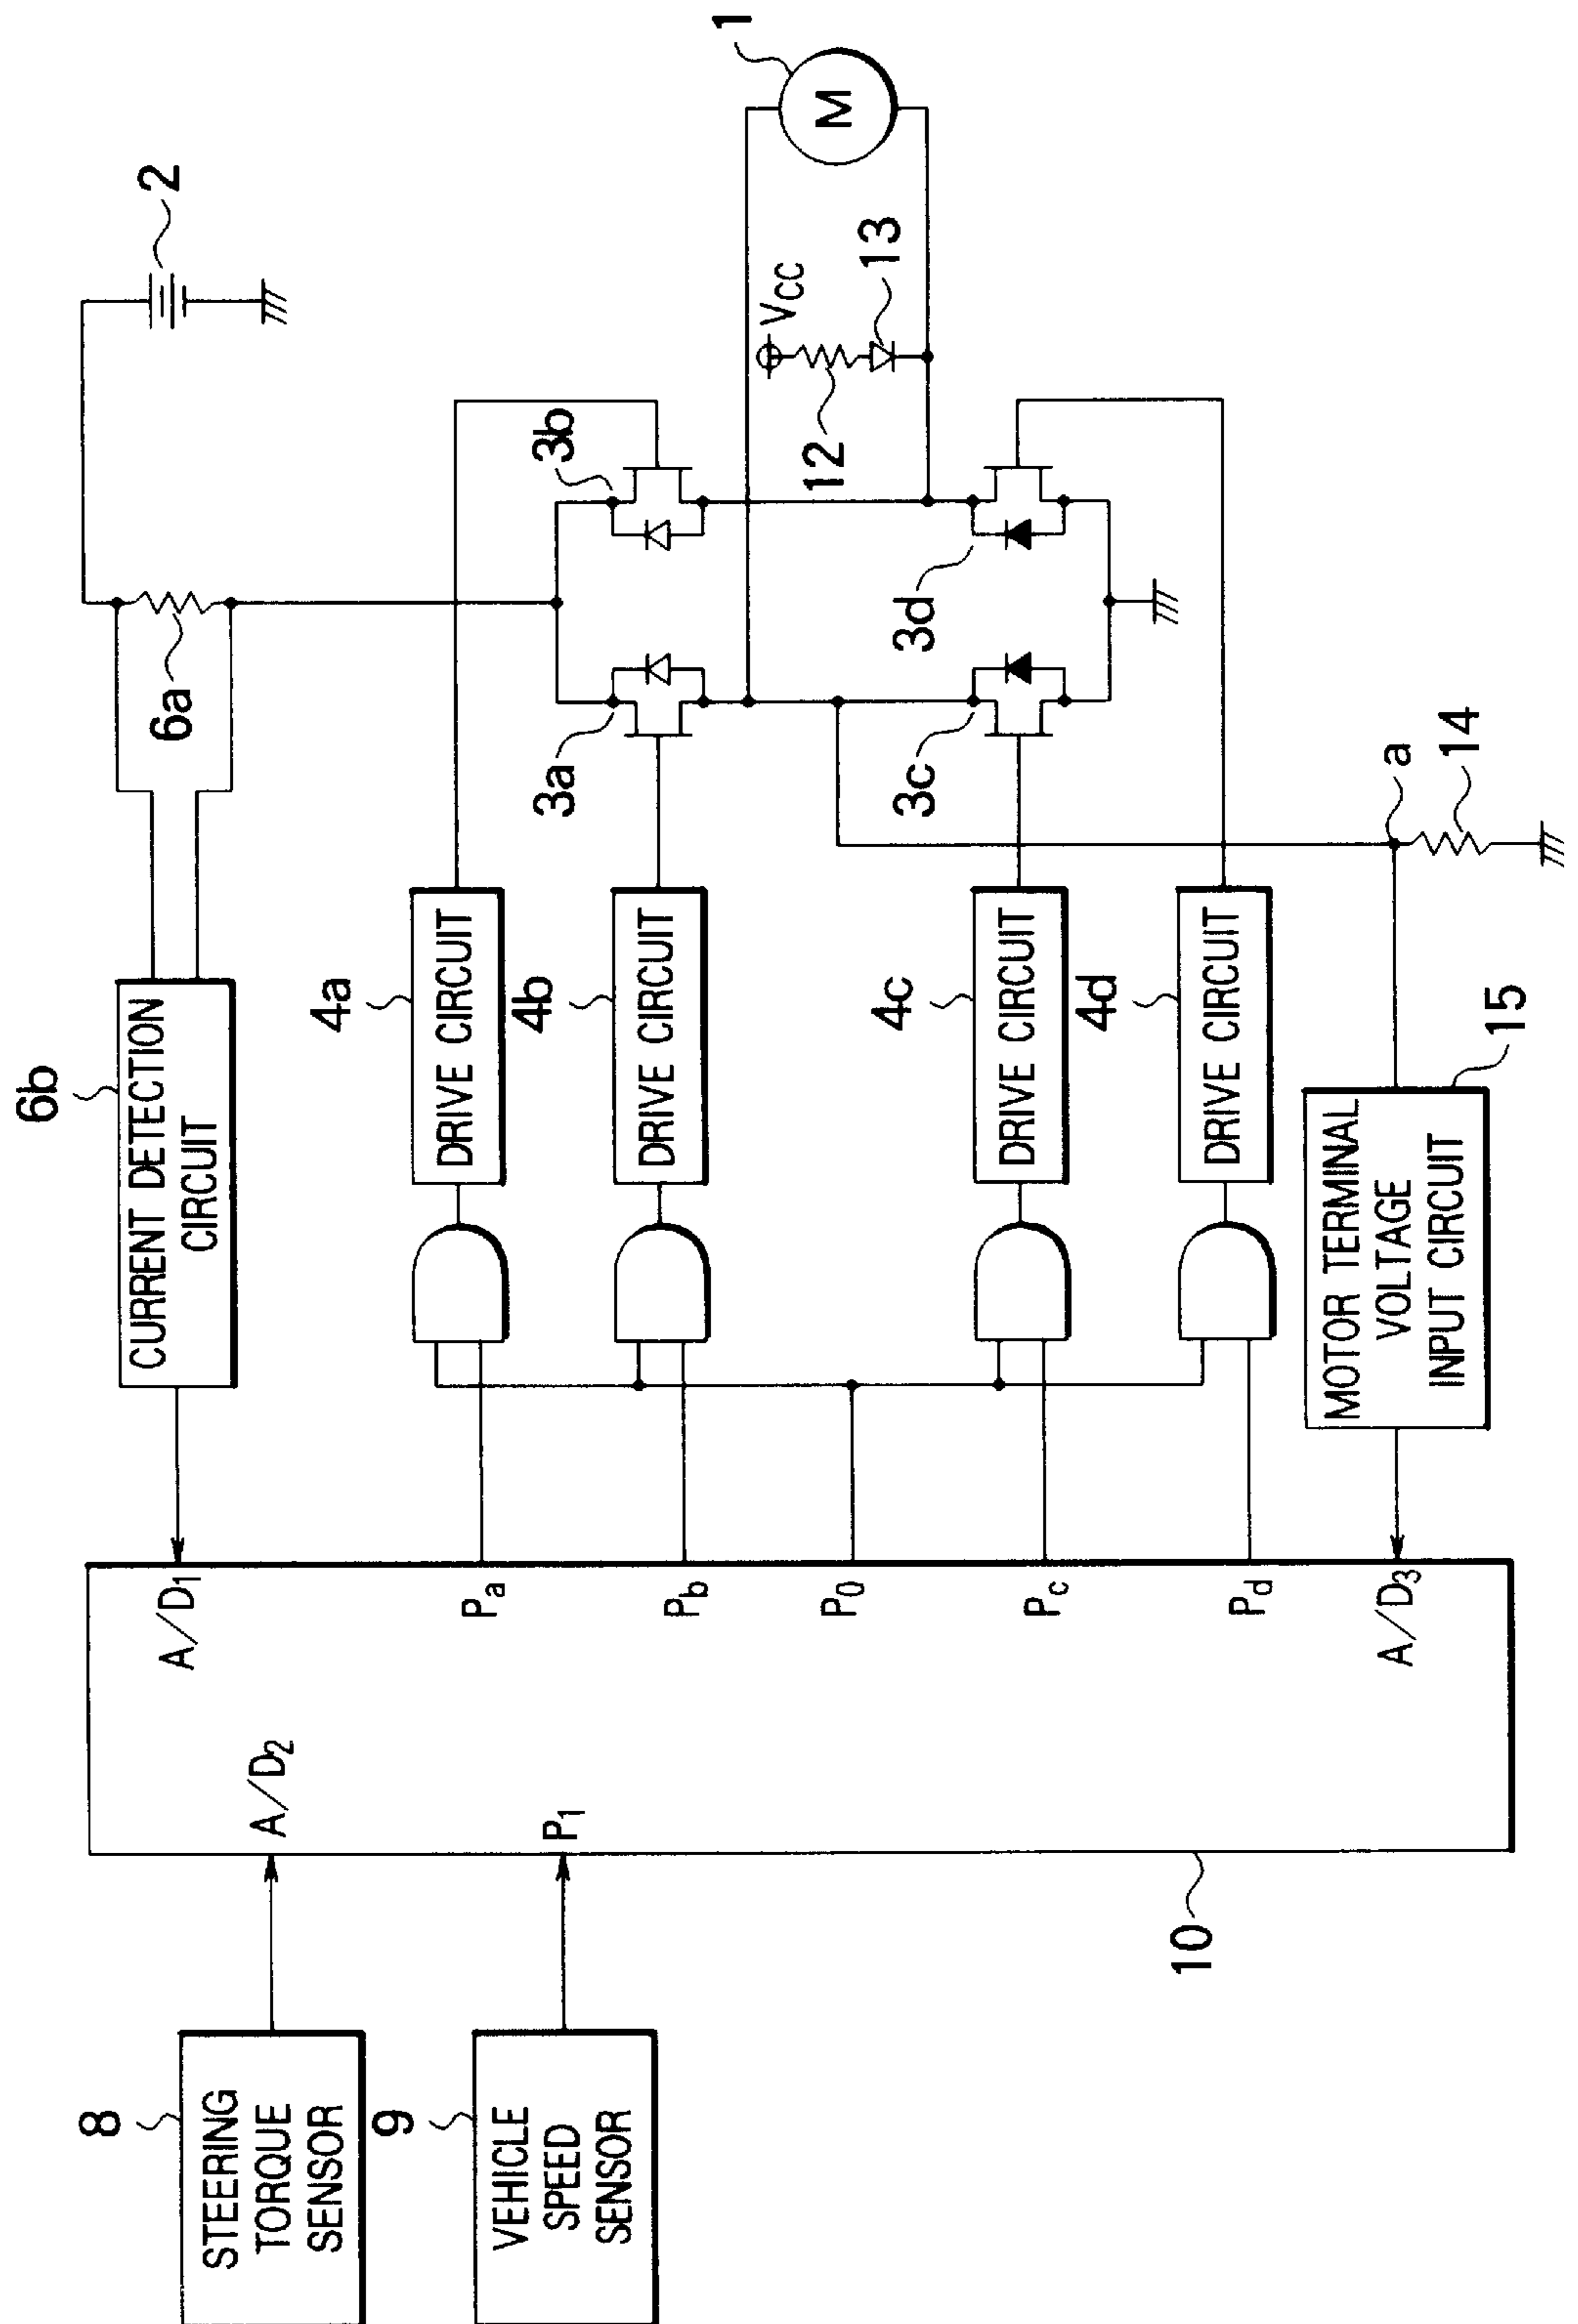 8
STEERING
TORQUE
SENSOR
9
VEHICLE
SPEED
SENSOR
10
A/D2
P1
A/D1
Pa
Pb
P0
Pc
Pd
A/D3
6b
CURRENT DETECTION
CIRCUIT
4a
DRIVE CIRCUIT
4b
DRIVE CIRCUIT
4c
DRIVE CIRCUIT
4d
DRIVE CIRCUIT
MOTOR TERMINAL
VOLTAGE
INPUT CIRCUIT
15
6a
3a
3b
3c
3d
a
14
2
12
VCC
13
1
M